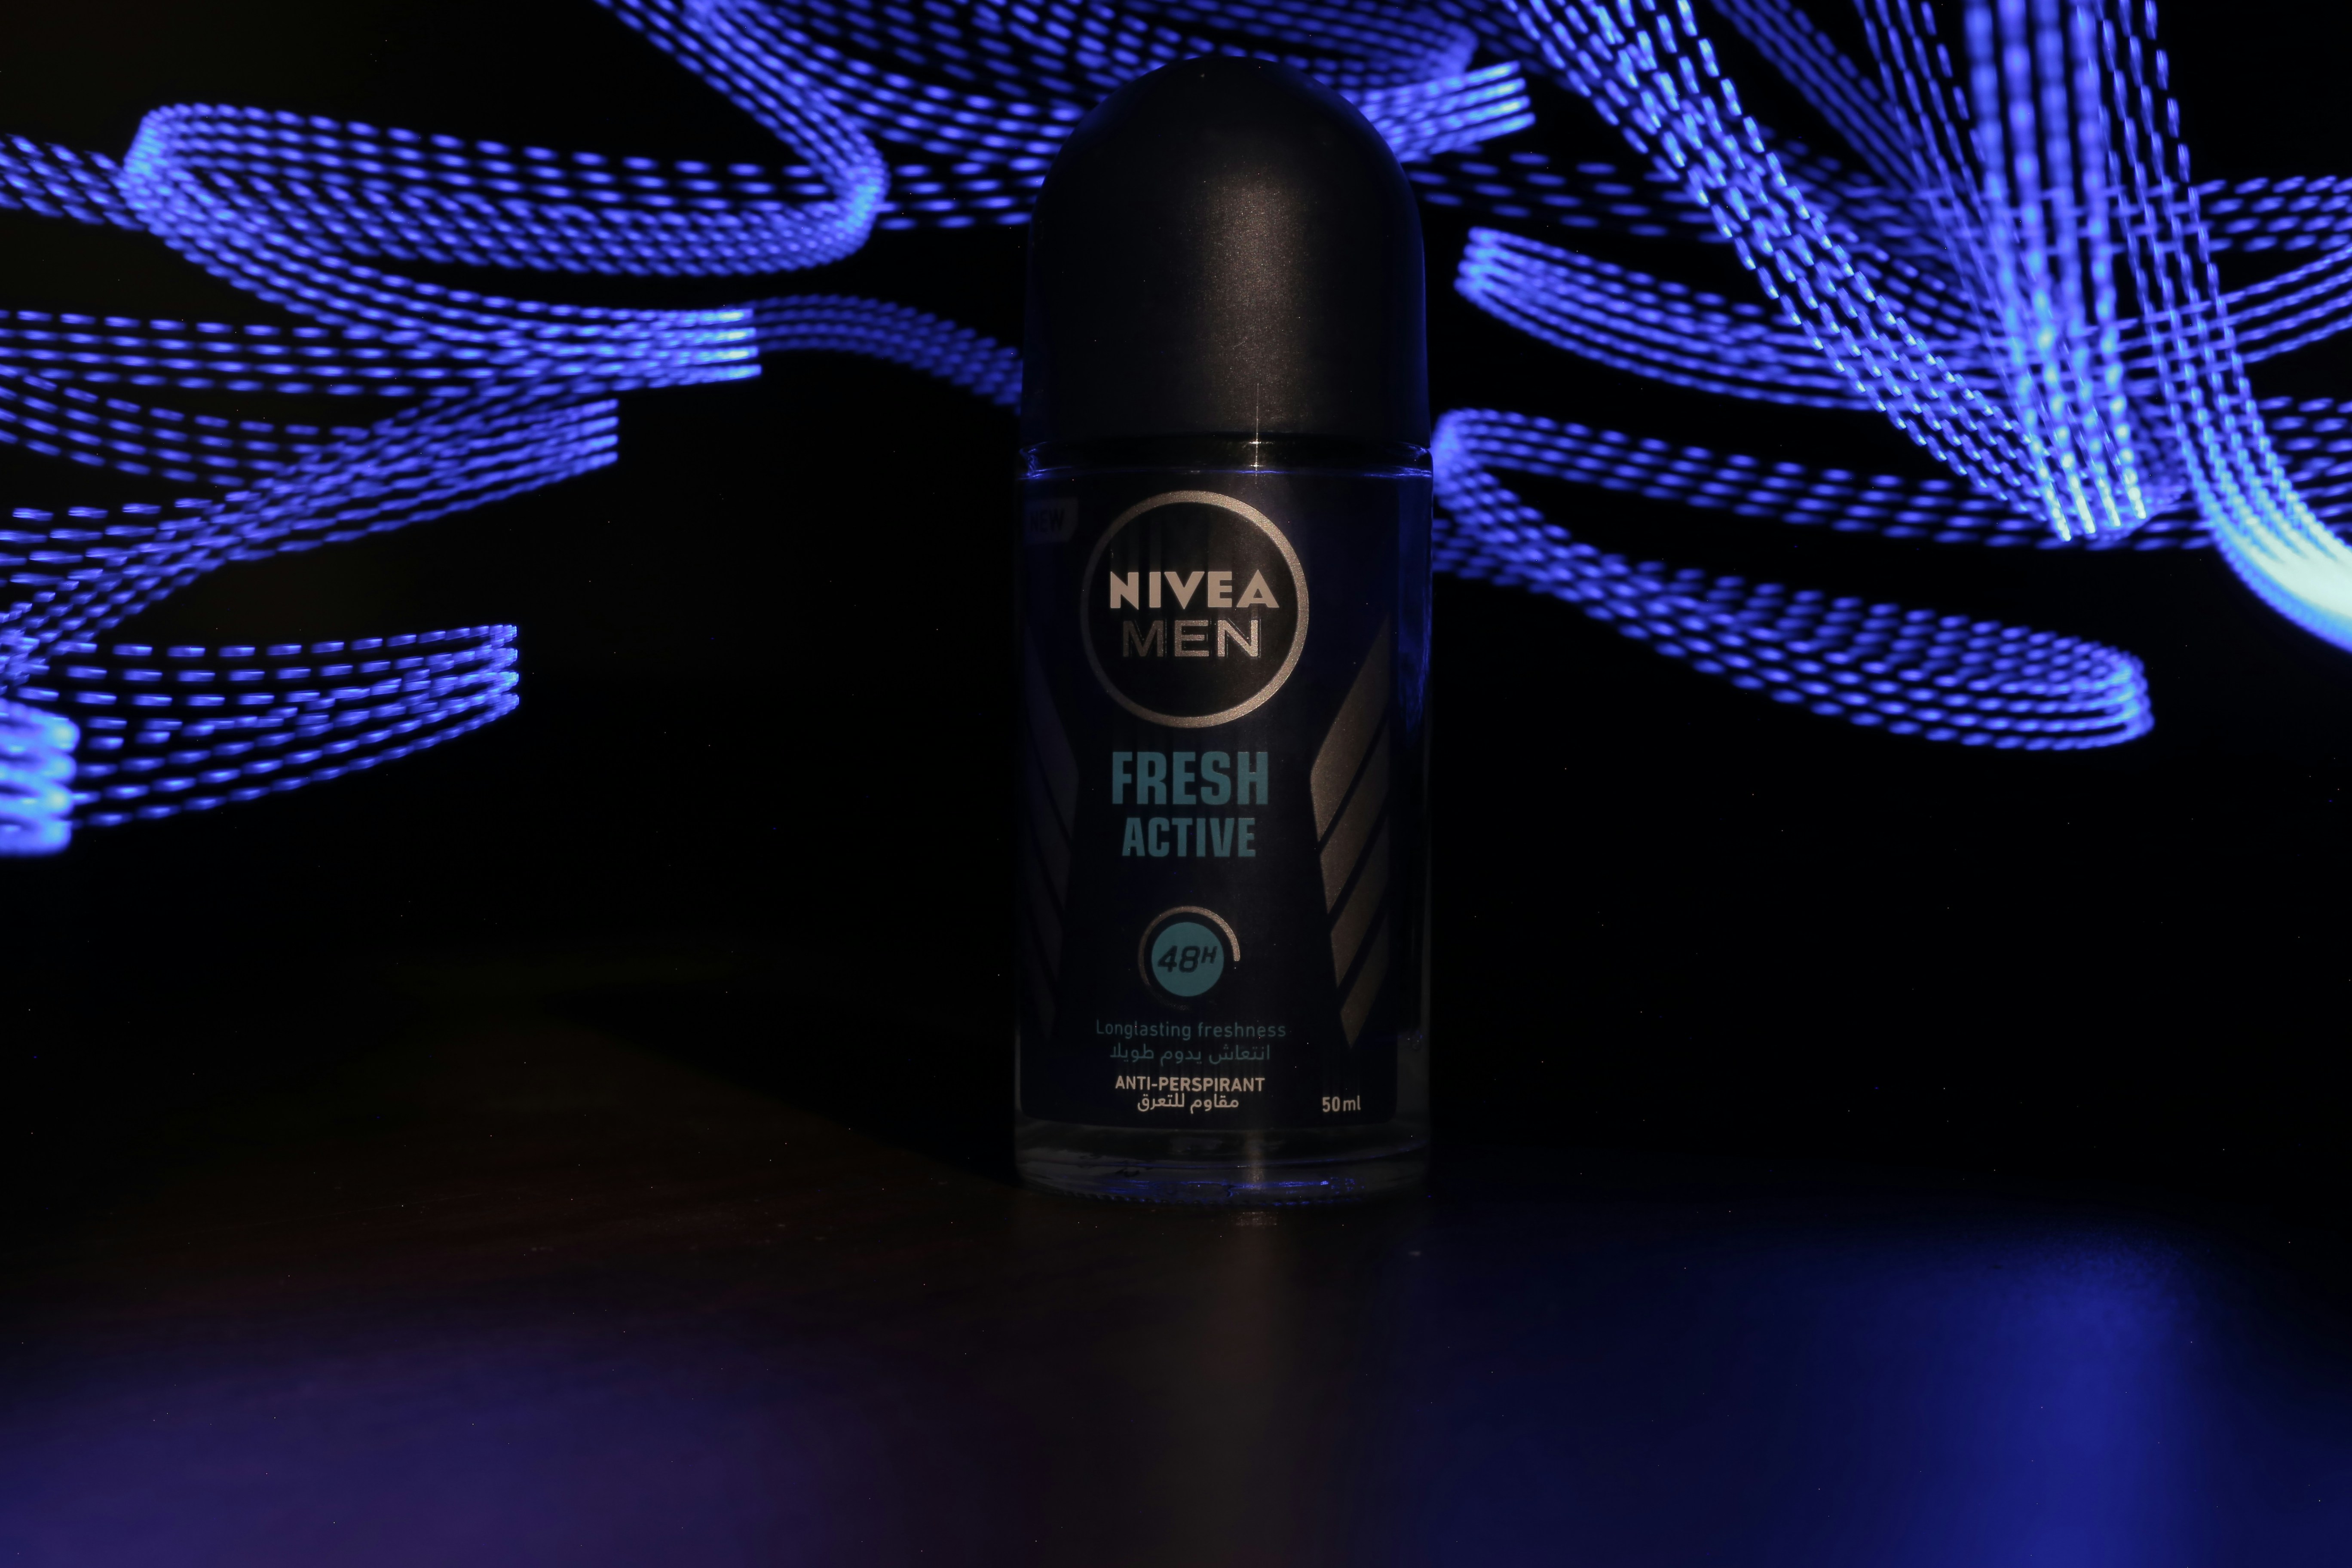 NEW
NIVEA
MEN
FRESH
ACTIVE
48H
Longlasting freshness
انتعاش يدوم طويلا
ANTI-PERSPIRANT
مقاوم للتعرق
50ml